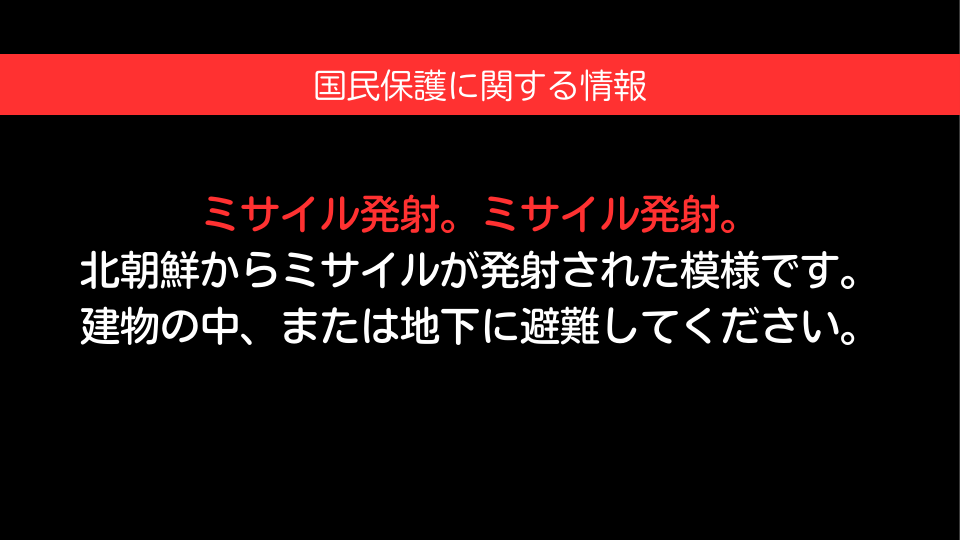 国民保護に関する情報
ミサイル発射。ミサイル発射。
北朝鮮からミサイルが発射された模様です。
建物の中、または地下に避難してください。